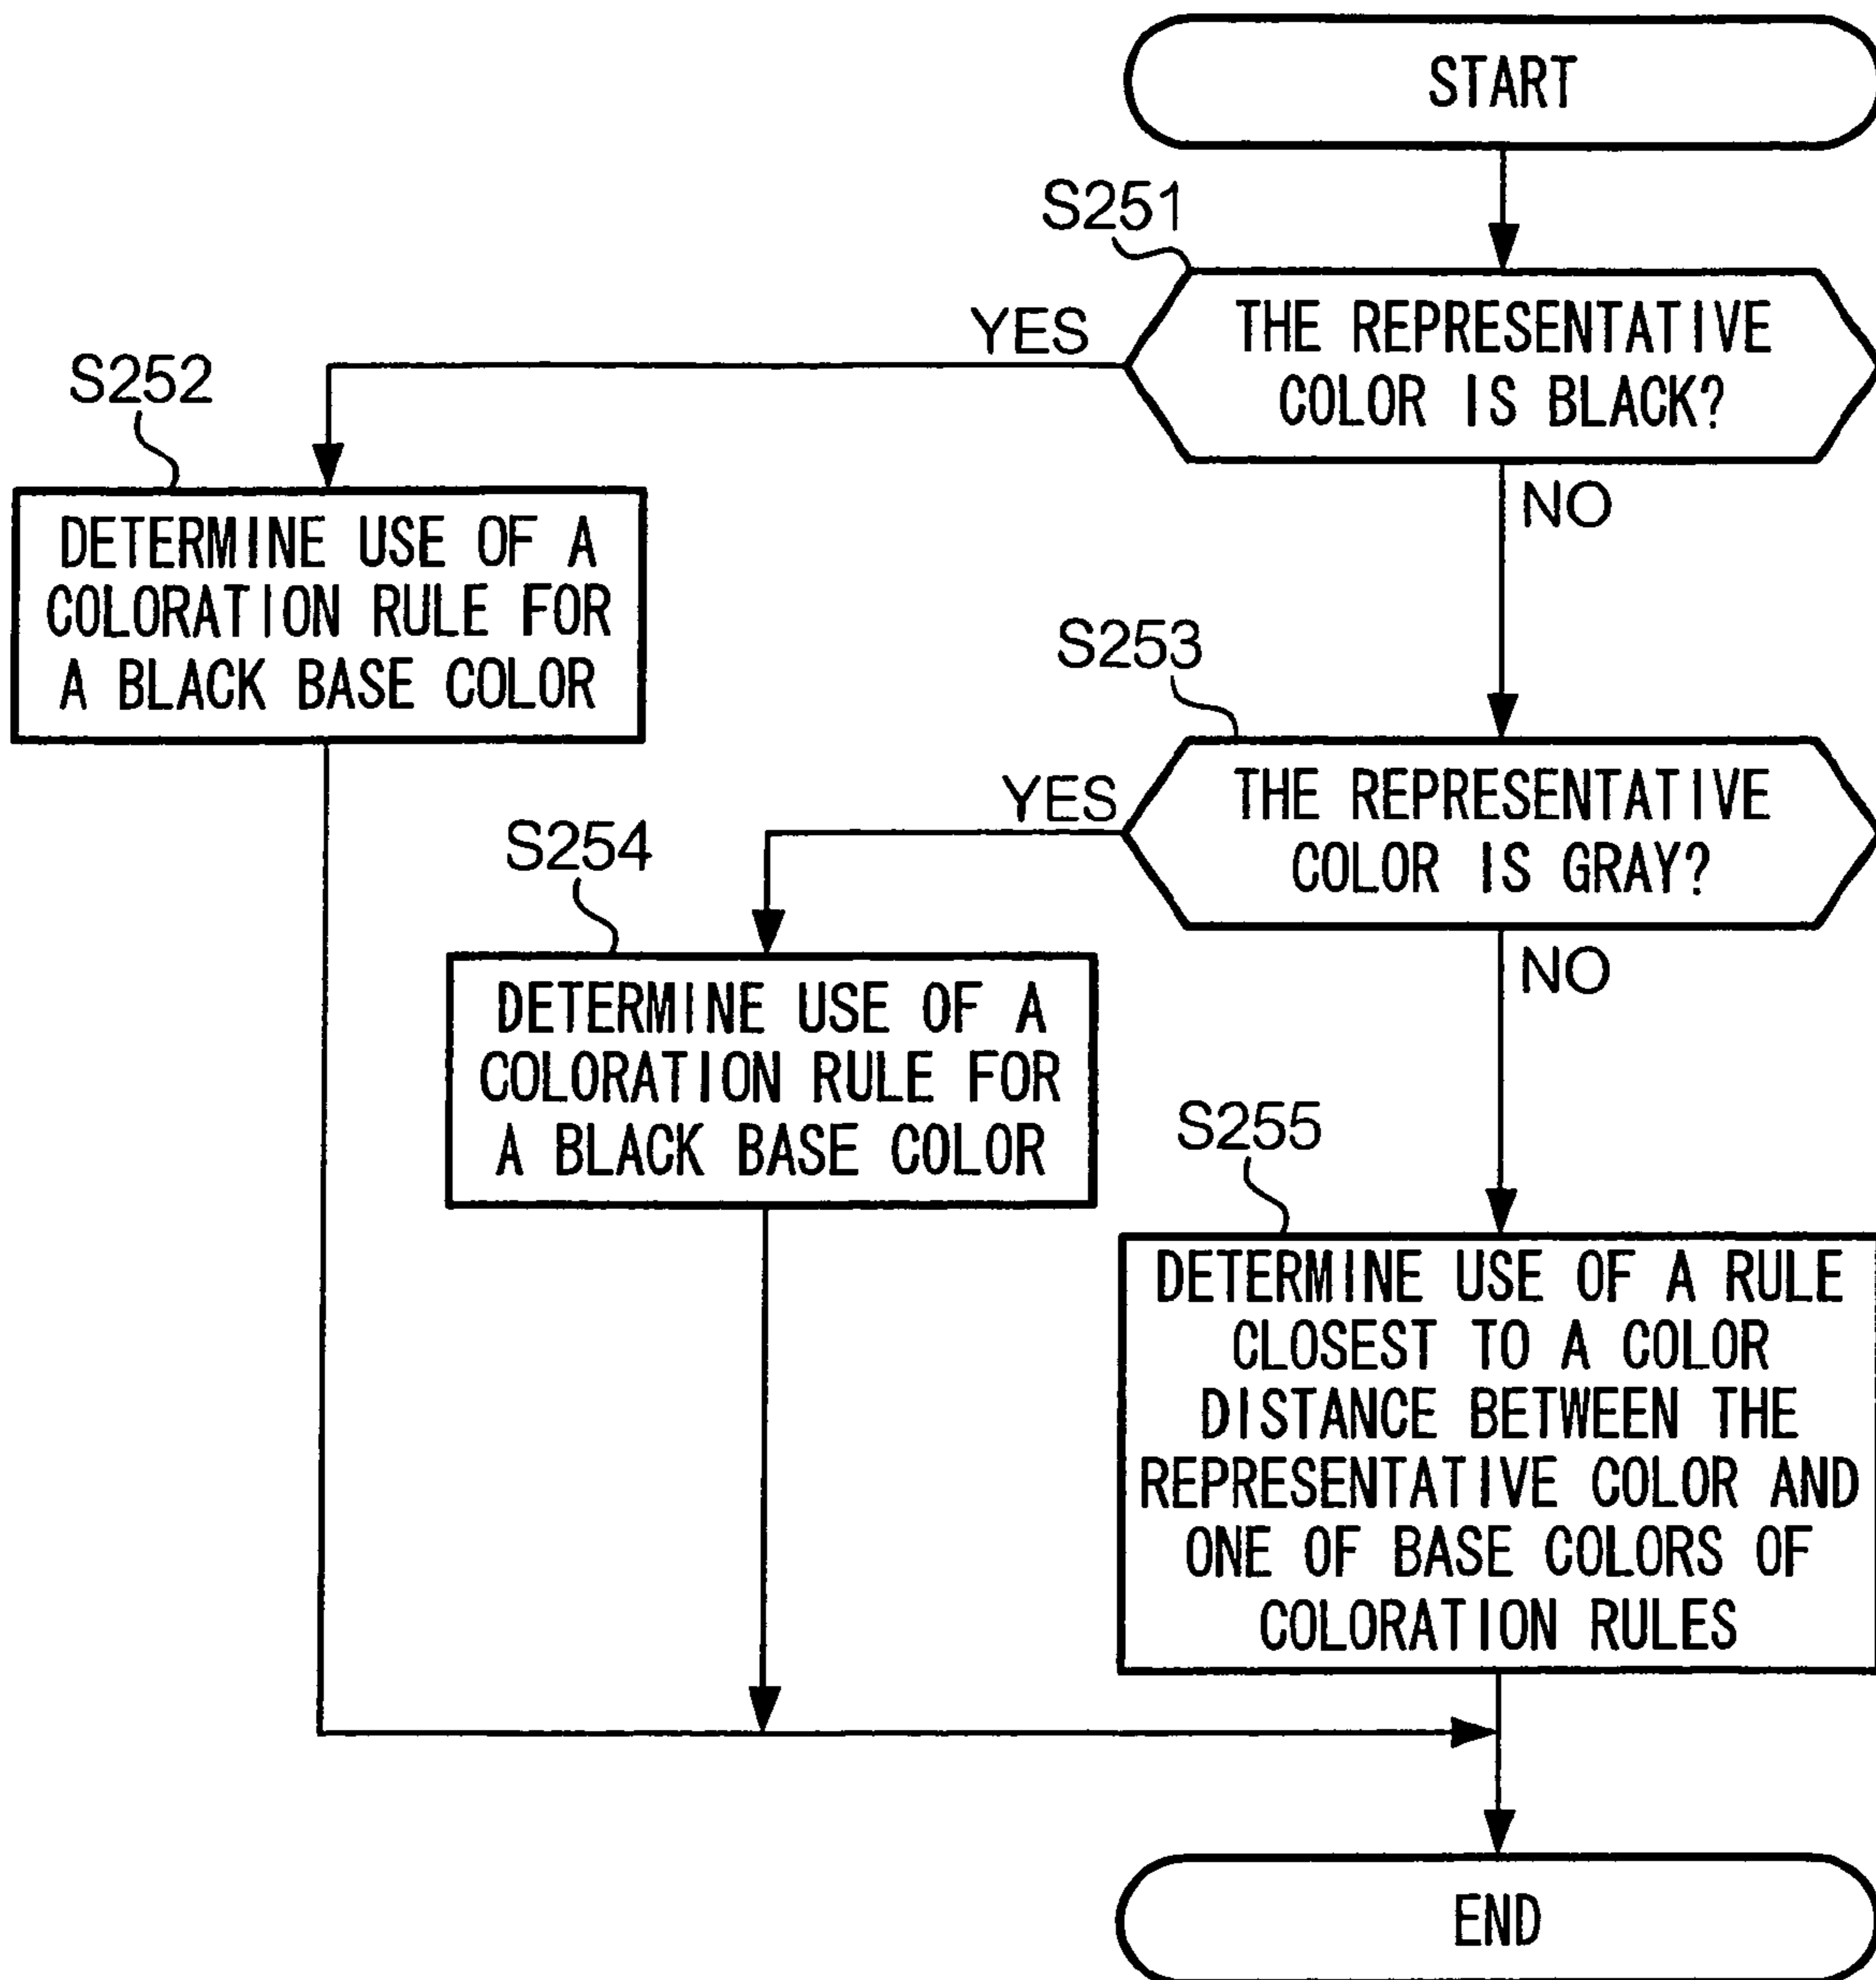 START
S251
THE REPRESENTATIVE
COLOR IS BLACK?
YES
NO
S252
DETERMINE USE OF A
COLORATION RULE FOR
A BLACK BASE COLOR
S253
THE REPRESENTATIVE
COLOR IS GRAY?
YES
NO
S254
DETERMINE USE OF A
COLORATION RULE FOR
A BLACK BASE COLOR
S255
DETERMINE USE OF A RULE
CLOSEST TO A COLOR
DISTANCE BETWEEN THE
REPRESENTATIVE COLOR AND
ONE OF BASE COLORS OF
COLORATION RULES
END